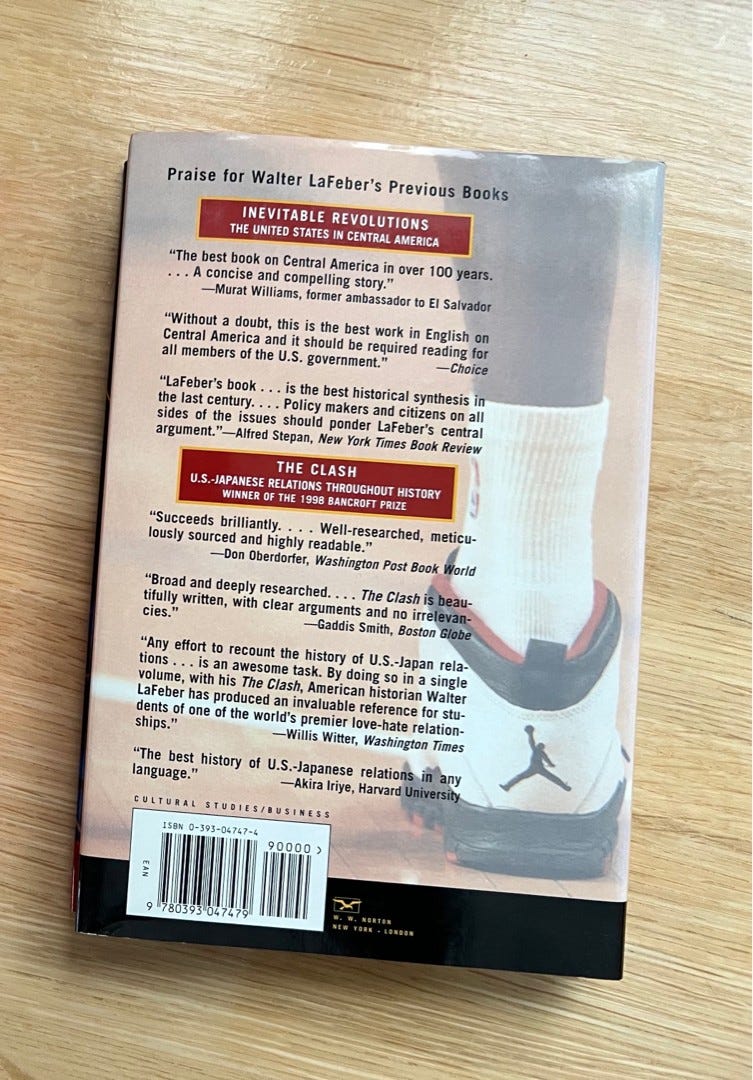 Praise for Walter LaFeber's Previous Books
INEVITABLE REVOLUTIONS
THE UNITED STATES IN CENTRAL AMERICA
“The best book on Central America in over 100 years.
. . . A concise and compelling story.”
—Murat Williams, former ambassador to El Salvador
“Without a doubt, this is the best work in English on
Central America and it should be required reading for
all members of the U.S. government.” —Choice
“LaFeber's book . . . is the best historical synthesis in
the last century. . . . Policy makers and citizens on all
sides of the issues should ponder LaFeber's central
argument.”—Alfred Stepan, New York Times Book Review
THE CLASH
U.S.-JAPANESE RELATIONS THROUGHOUT HISTORY
WINNER OF THE 1998 BANCROFT PRIZE
“Succeeds brilliantly. . . . Well-researched, meticu-
lously sourced and highly readable.”
—Don Oberdorfer, Washington Post Book World
“Broad and deeply researched. . . . The Clash is beau-
tifully written, with clear arguments and no irrelevan-
cies.” —Gaddis Smith, Boston Globe
“Any effort to recount the history of U.S.-Japan rela-
tions . . . is an awesome task. By doing so in a single
volume, with his The Clash, American historian Walter
LaFeber has produced an invaluable reference for stu-
dents of one of the world's premier love-hate relation-
ships.” —Willis Witter, Washington Times
“The best history of U.S.-Japanese relations in any
language.” —Akira Iriye, Harvard University
CULTURAL STUDIES/BUSINESS
ISBN 0-393-04747-4
90000 >
EAN
9 780393 047479
W. W. NORTON
NEW YORK - LONDON